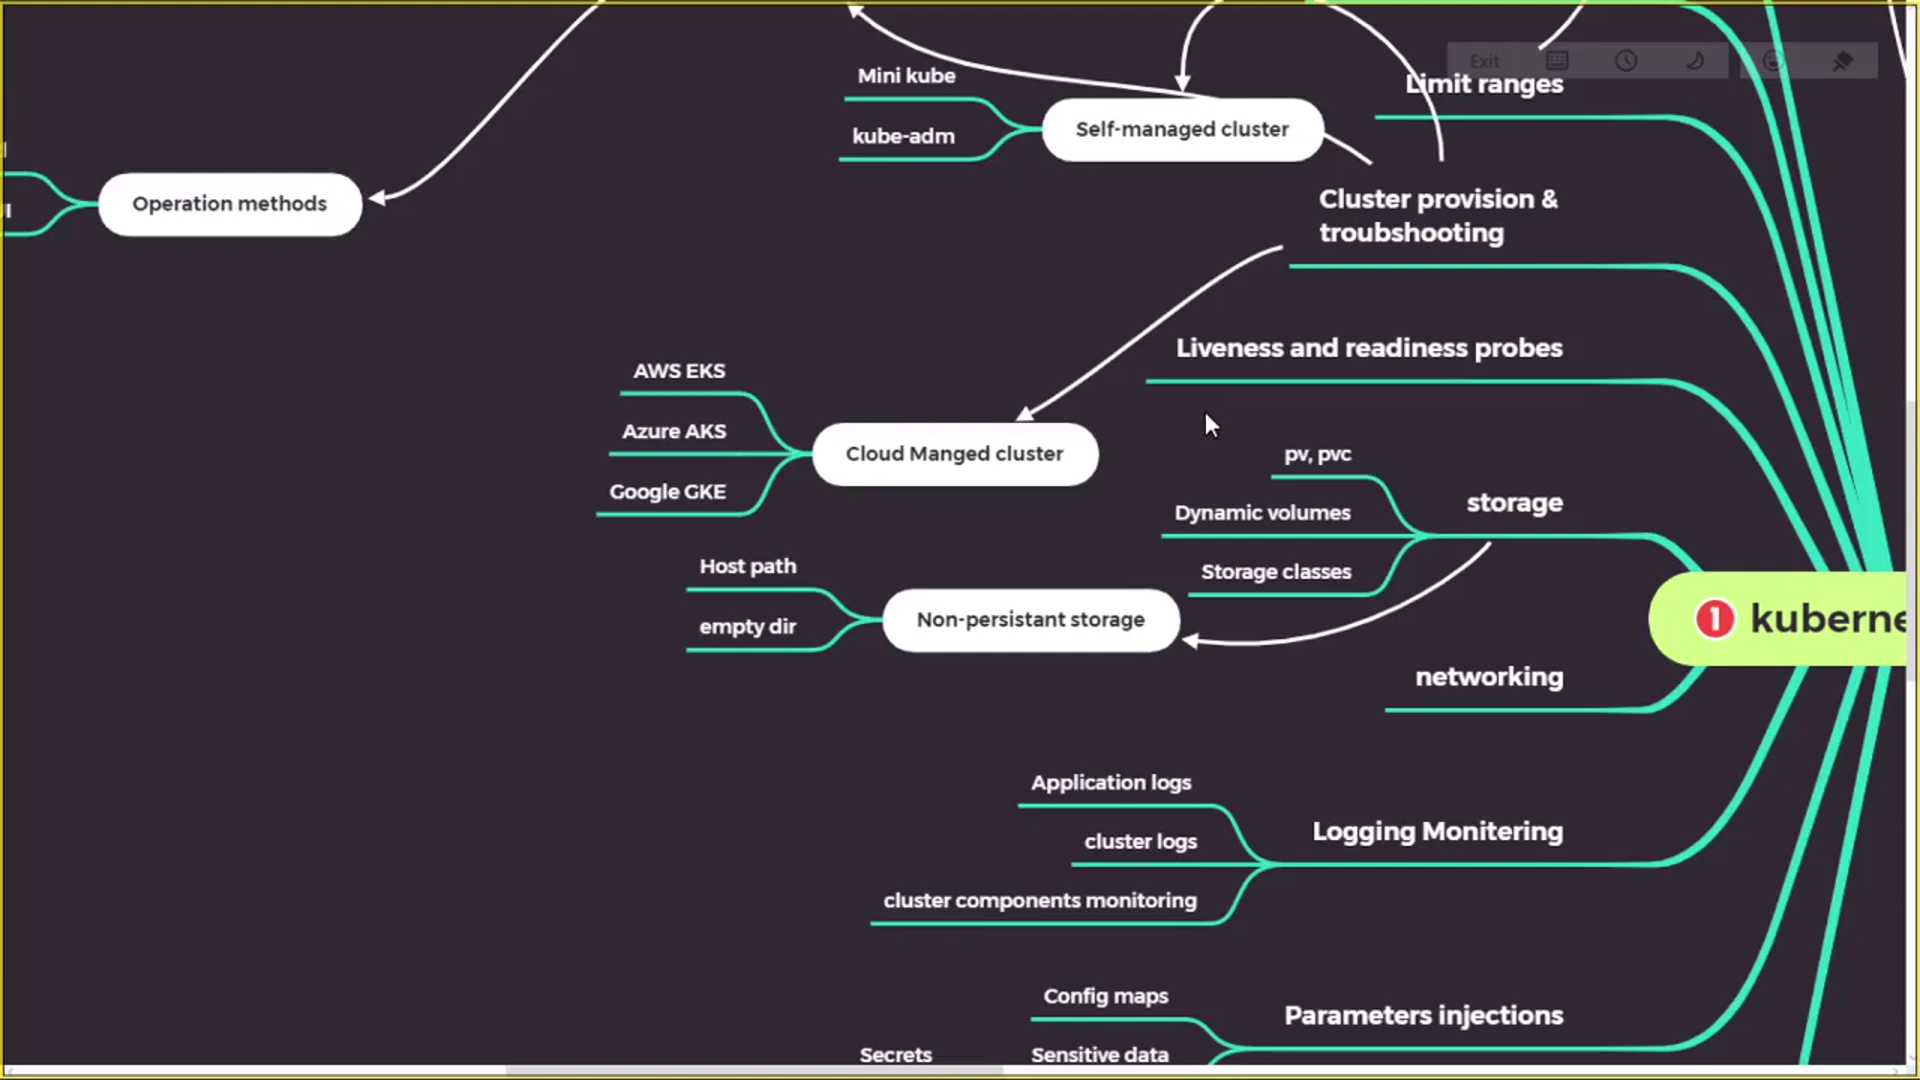 Exit
Mini kube
Limit ranges
kube-adm
Self-managed cluster
Operation methods
Cluster provision &
troubshooting
Liveness and readiness probes
AWS EKS
Azure AKS
Google GKE
Cloud Manged cluster
pv, pvc
Dynamic volumes
Storage classes
storage
Host path
empty dir
Non-persistant storage
1 kuberne
networking
Application logs
cluster logs
cluster components monitoring
Logging Monitering
Config maps
Parameters injections
Secrets
Sensitive data